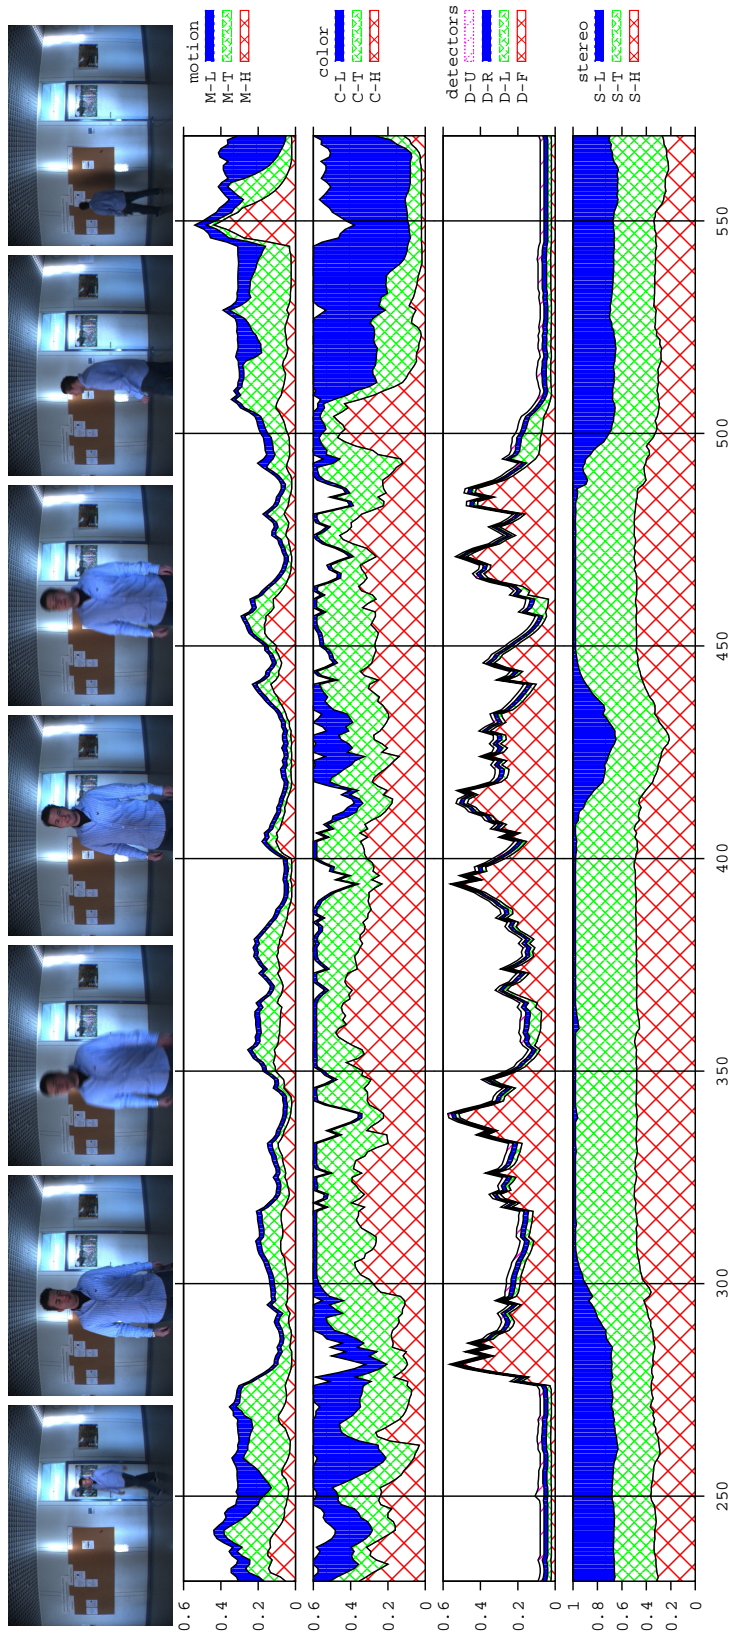 motion
M-L
M-T
M-H
0.6
0.4
0.2
0
color
C-L
C-T
C-H
0.6
0.4
0.2
0
detectors
D-U
D-R
D-L
D-F
0.6
0.4
0.2
0
stereo
S-L
S-T
S-H
1
0.8
0.6
0.4
0.2
0
250 300 350 400 450 500 550